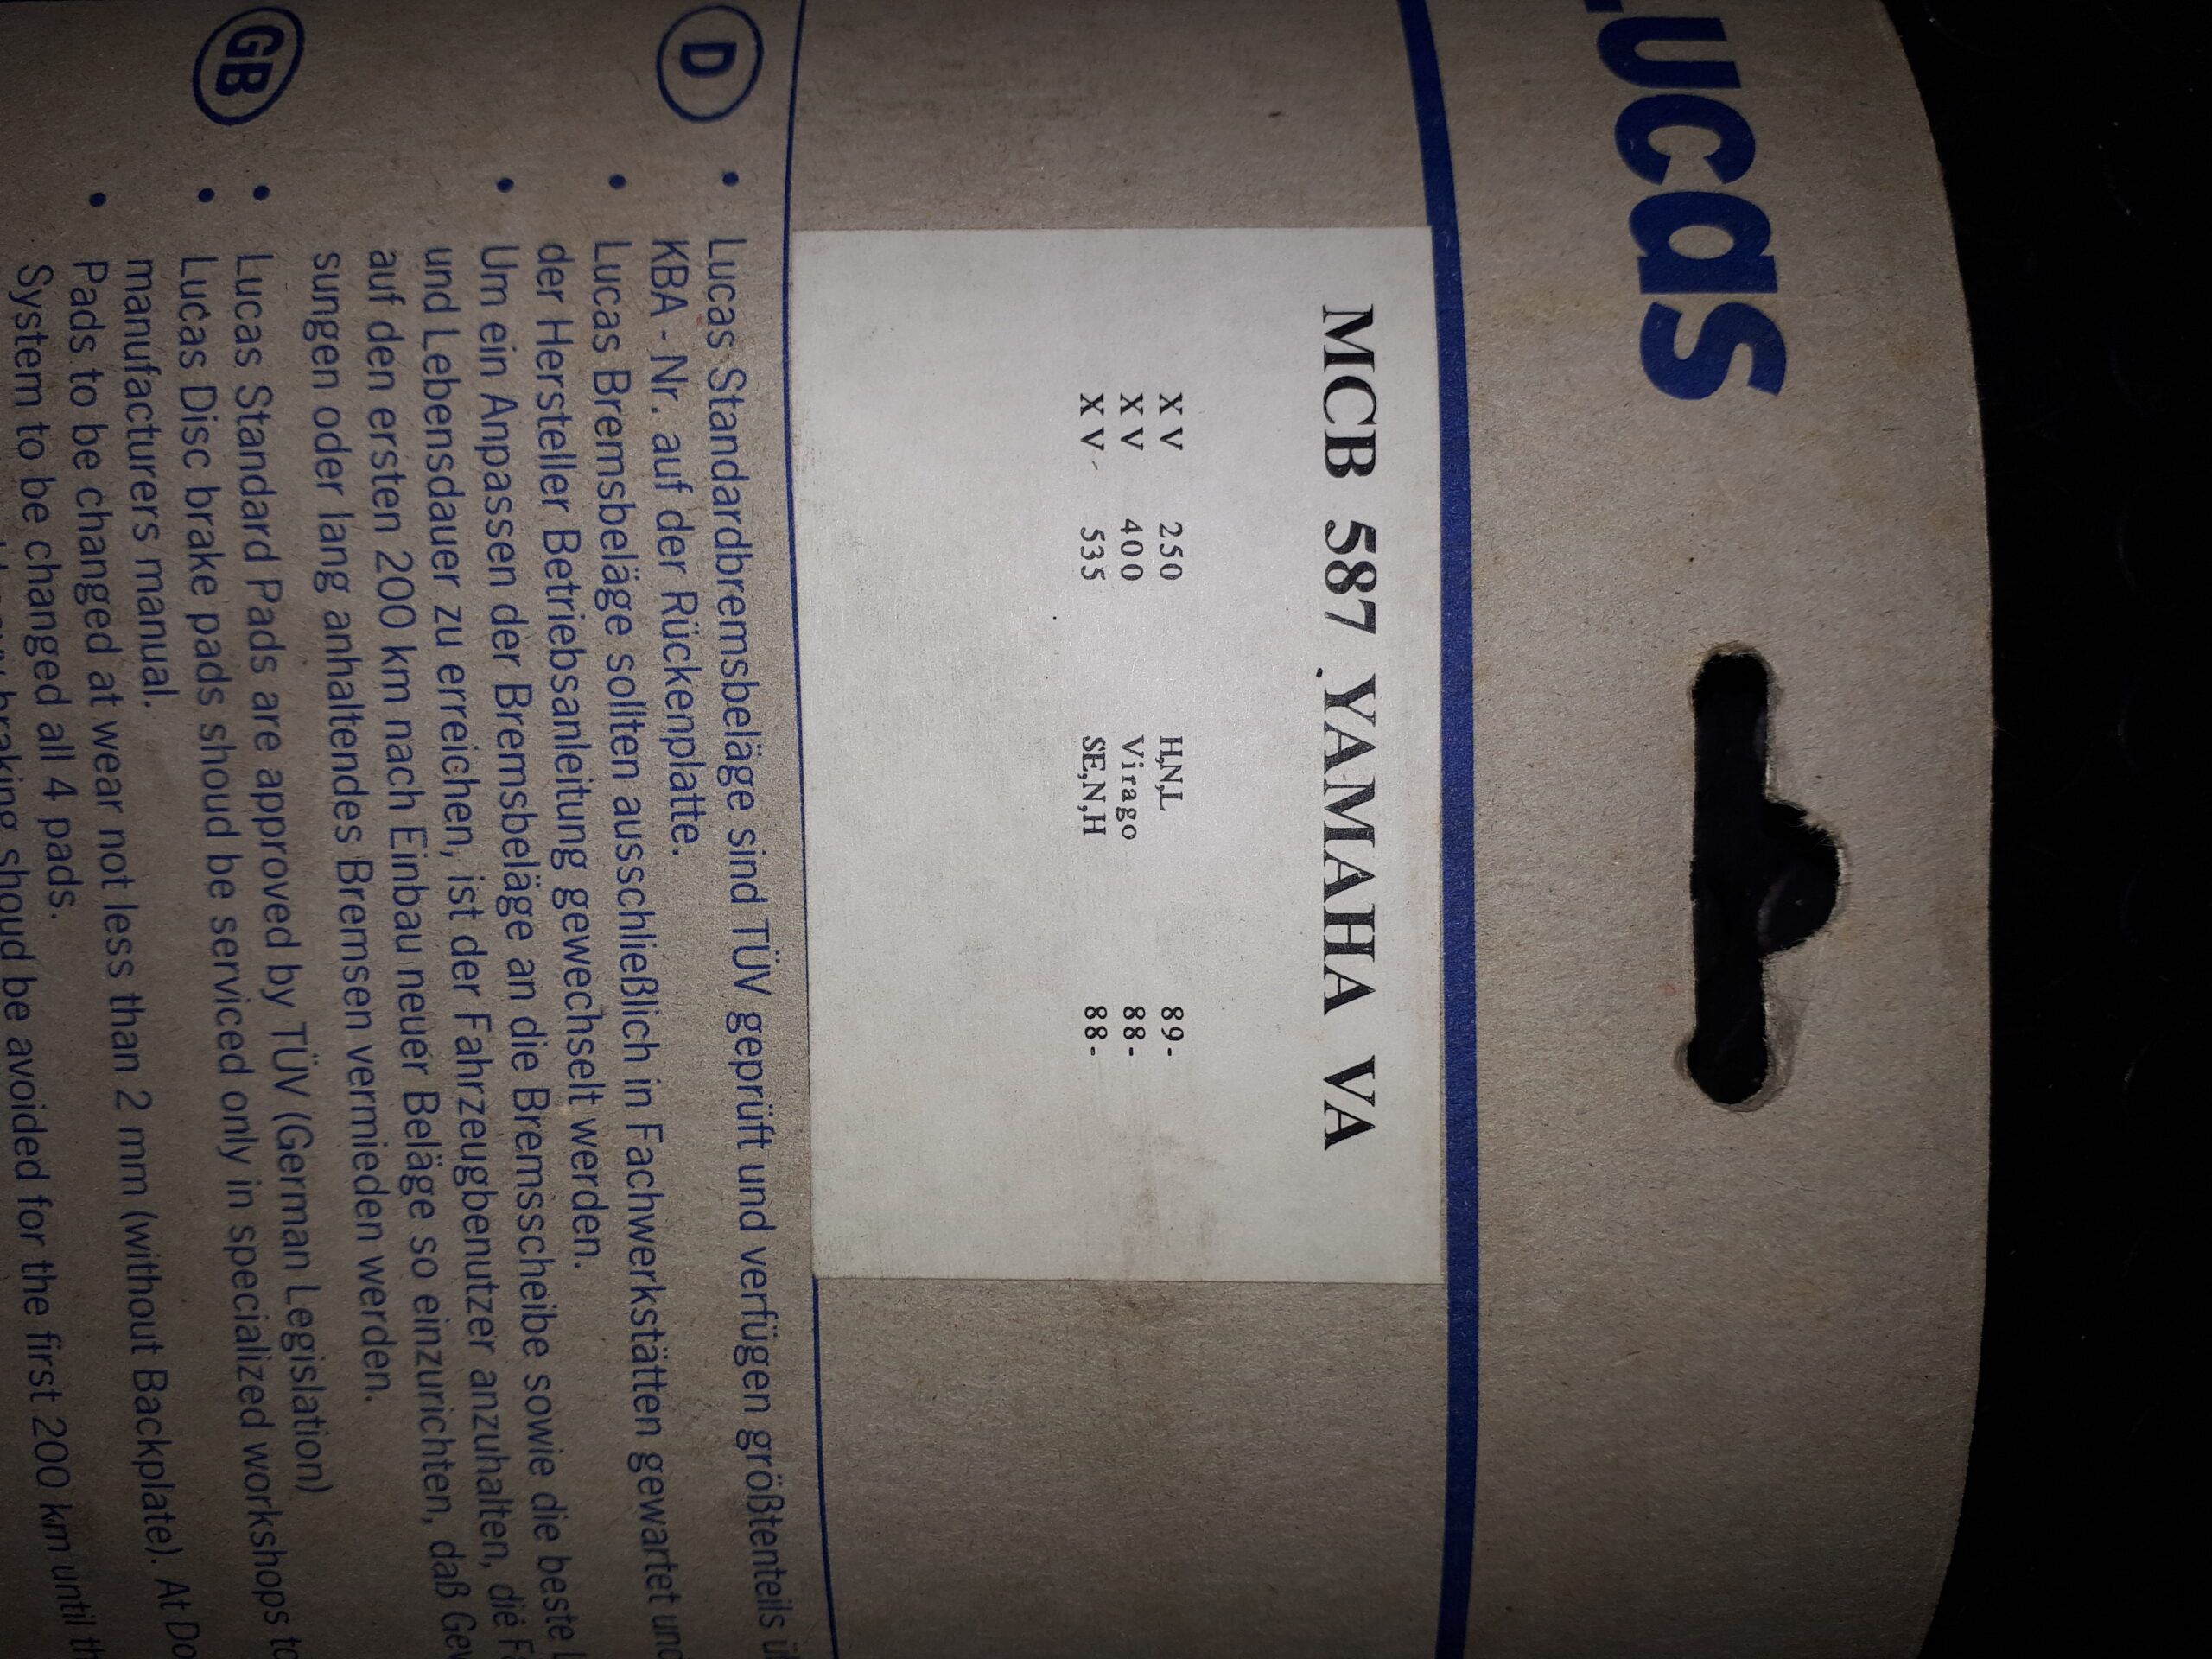 Lucas
MCB 587 YAMAHA VA
XV 250 H,N,L 89-
XV 400 Virago 88-
XV 535 SE,N,H 88-
D
• Lucas Standardbremsbeläge sind TÜV geprüft und verfügen größtenteils
KBA - Nr. auf der Rückenplatte.
• Lucas Bremsbeläge sollten ausschließlich in Fachwerkstätten gewartet
der Hersteller Betriebsanleitung gewechselt werden.
• Um ein Anpassen der Bremsbeläge an die Bremsscheibe sowie die beste
und Lebensdauer zu erreichen, ist der Fahrzeugbenutzer anzuhalten, die
auf den ersten 200 km nach Einbau neuer Beläge so einzurichten, daß
sungen oder lang anhaltendes Bremsen vermieden werden.
GB
• Lucas Standard Pads are approved by TÜV (German Legislation)
• Lucas Disc brake pads shoud be serviced only in specialized workshops
manufacturers manual.
• Pads to be changed at wear not less than 2 mm (without Backplate). At
System to be changed all 4 pads.
braking shoud be avoided for the first 200 km until